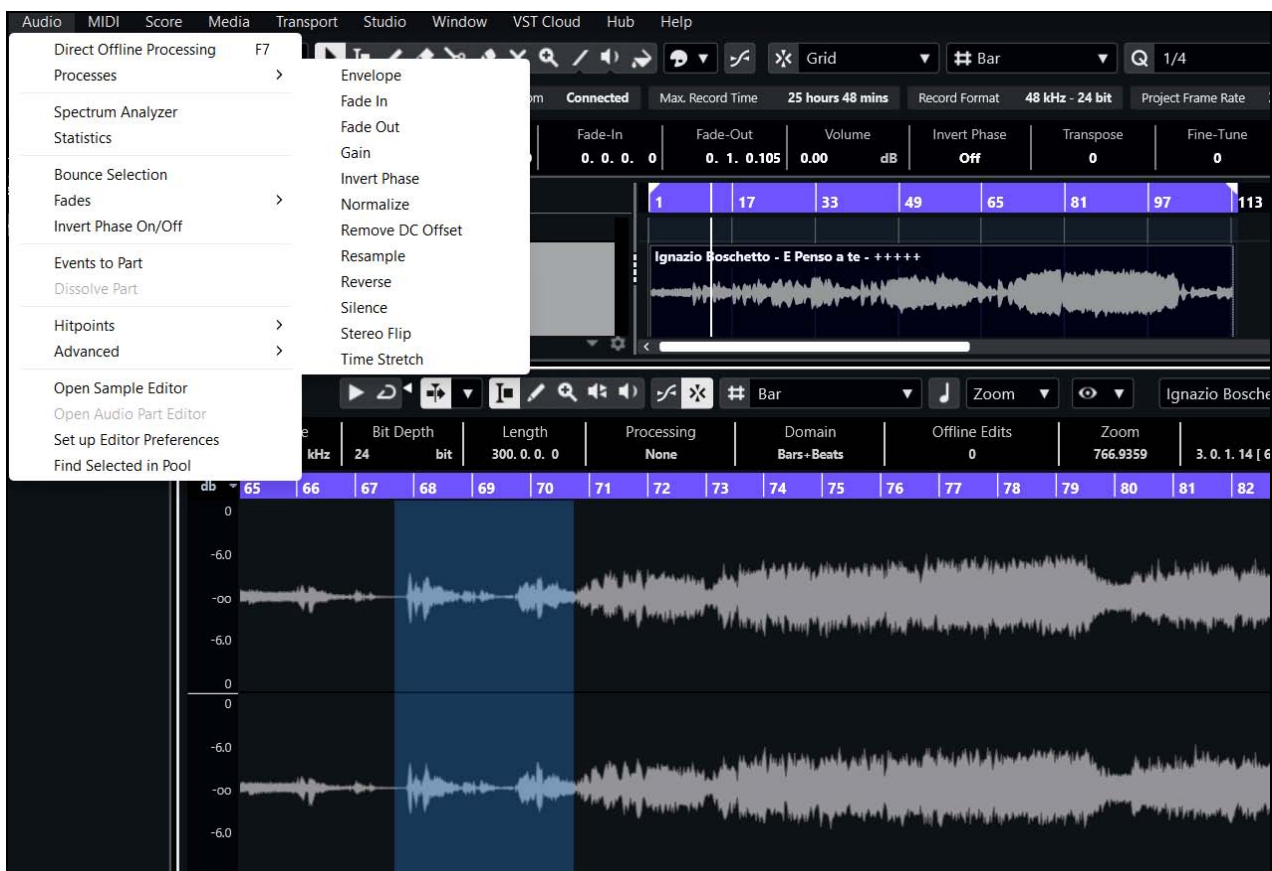 Audio MIDI Score Media Transport Studio Window VST Cloud Hub Help
Direct Offline Processing F7
Processes >
Spectrum Analyzer
Statistics
Bounce Selection
Fades >
Invert Phase On/Off
Events to Part
Dissolve Part
Hitpoints >
Advanced >
Open Sample Editor
Open Audio Part Editor
Set up Editor Preferences
Find Selected in Pool
Envelope
Fade In
Fade Out
Gain
Invert Phase
Normalize
Remove DC Offset
Resample
Reverse
Silence
Stereo Flip
Time Stretch
Grid Bar Q 1/4
Connected Max. Record Time 25 hours 48 mins Record Format 48 kHz - 24 bit Project Frame Rate
Fade-In Fade-Out Volume Invert Phase Transpose Fine-Tune
0. 0. 0. 0 0. 1. 0.105 0.00 dB Off 0 0
1 17 33 49 65 81 97 113
Ignazio Boschetto - E Penso a te - +++++
Bar Zoom Ignazio Bosche
Bit Depth Length Processing Domain Offline Edits Zoom
kHz 24 bit 300. 0. 0. 0 None Bars+Beats 0 766.9359 3. 0. 1. 14 [ 6
db 65 66 67 68 69 70 71 72 73 74 75 76 77 78 79 80 81 82
0
-6.0
-oo
-6.0
0
0
-6.0
-oo
-6.0